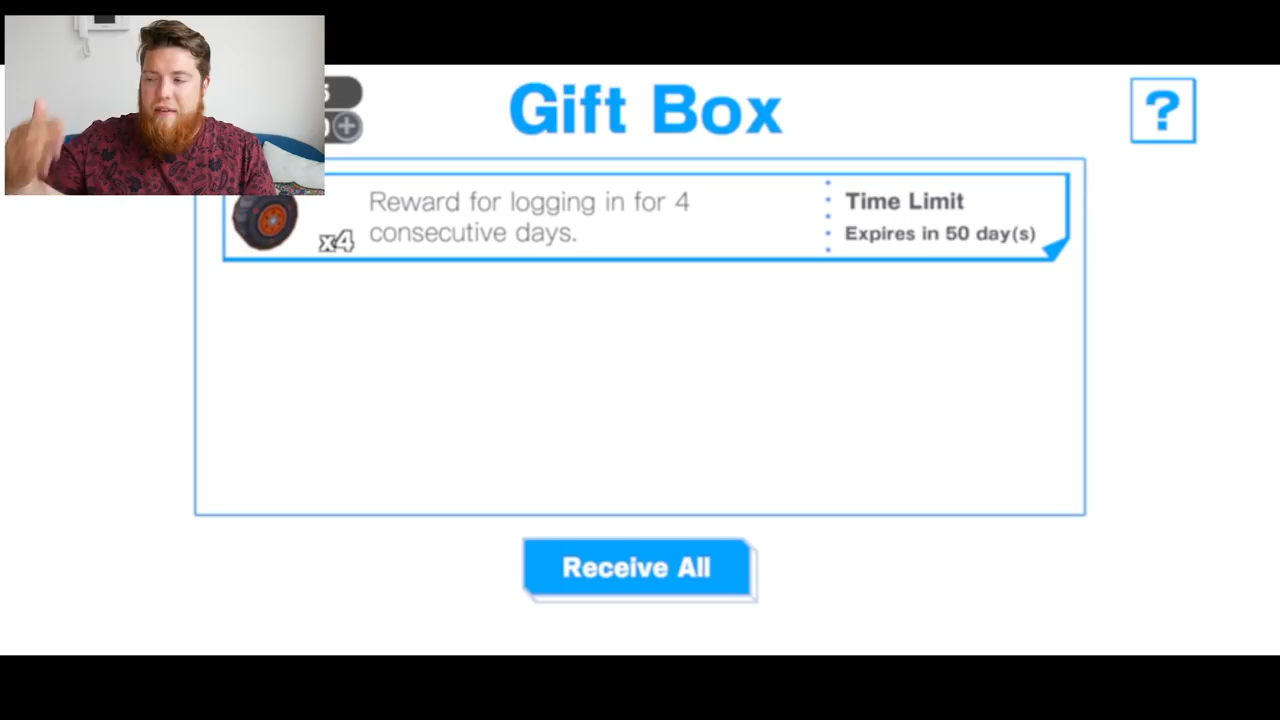 Gift Box
?
x4
Reward for logging in for 4
consecutive days.
Time Limit
Expires in 50 day(s)
Receive All